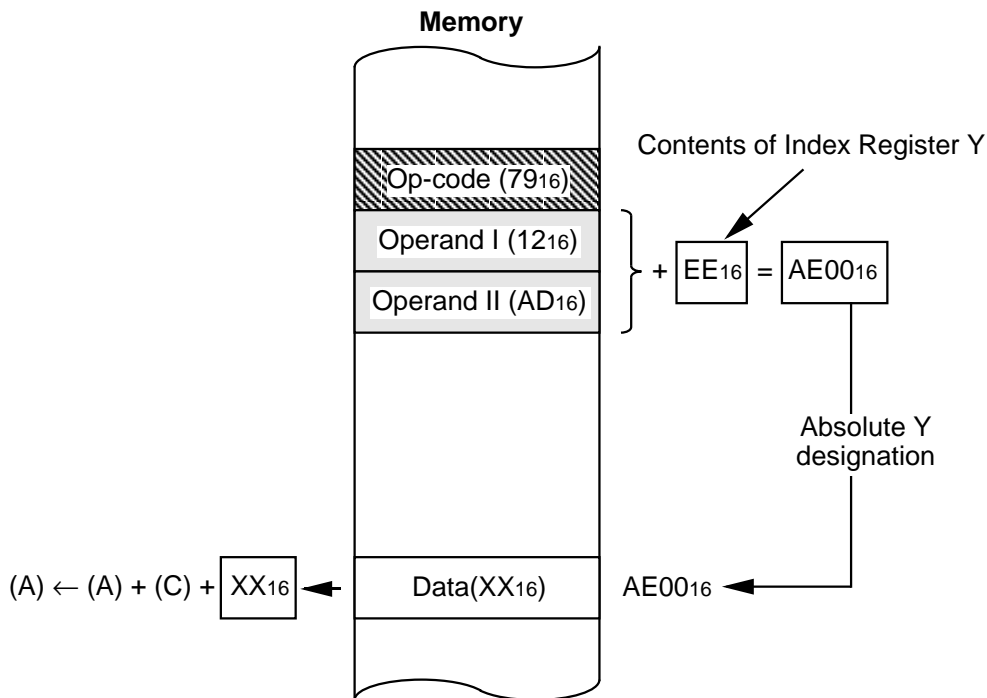 Memory
Contents of Index Register Y
Op-code (79₁₆)
Operand I (12₁₆)
+ EE₁₆ = AE00₁₆
Operand II (AD₁₆)
Absolute Y
designation
(A) ← (A) + (C) + XX₁₆
Data(XX₁₆)
AE00₁₆